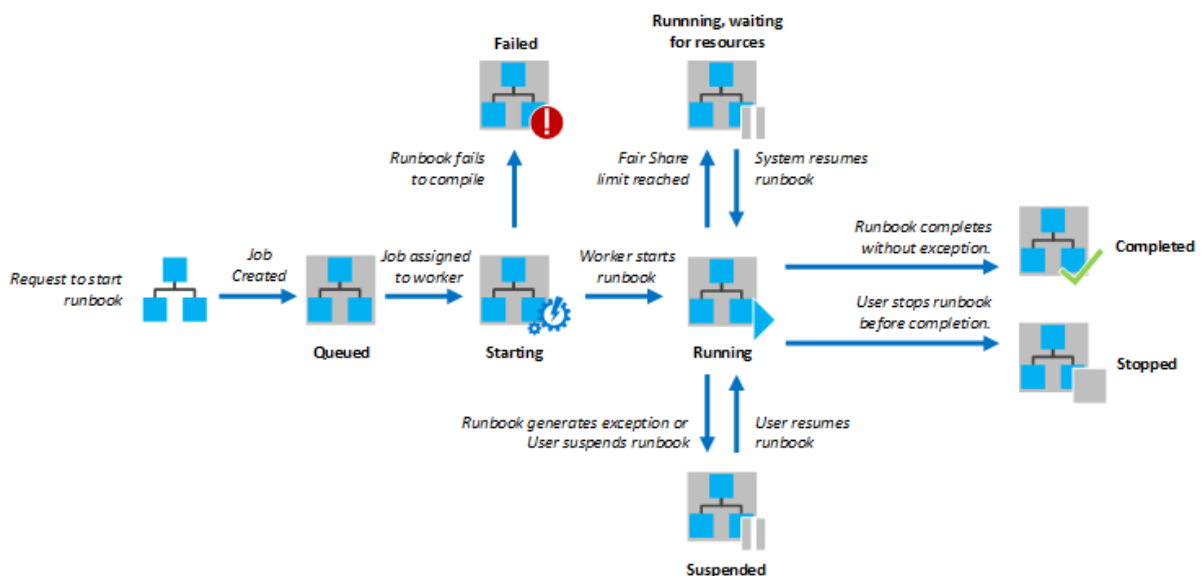 Runnning, waiting
for resources
Failed
Runbook fails
to compile
Fair Share
limit reached
System resumes
runbook
Request to start
runbook
Job
Created
Job assigned
to worker
Worker starts
runbook
Runbook completes
without exception.
Completed
User stops runbook
before completion.
Queued
Starting
Running
Stopped
Runbook generates exception or
User suspends runbook
User resumes
runbook
Suspended